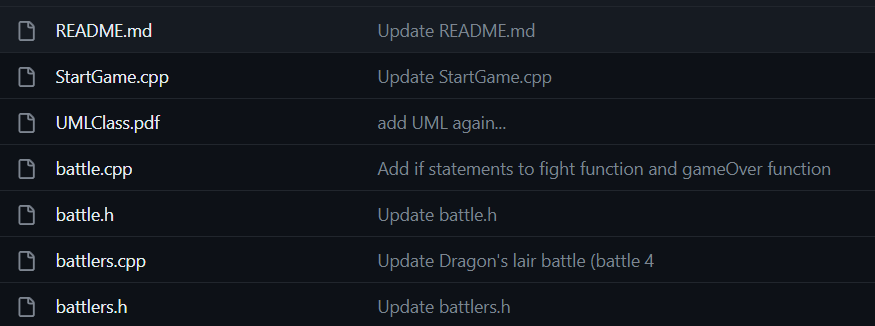 README.md Update README.md
StartGame.cpp Update StartGame.cpp
UMLClass.pdf add UML again...
battle.cpp Add if statements to fight function and gameOver function
battle.h Update battle.h
battlers.cpp Update Dragon's lair battle (battle 4
battlers.h Update battlers.h